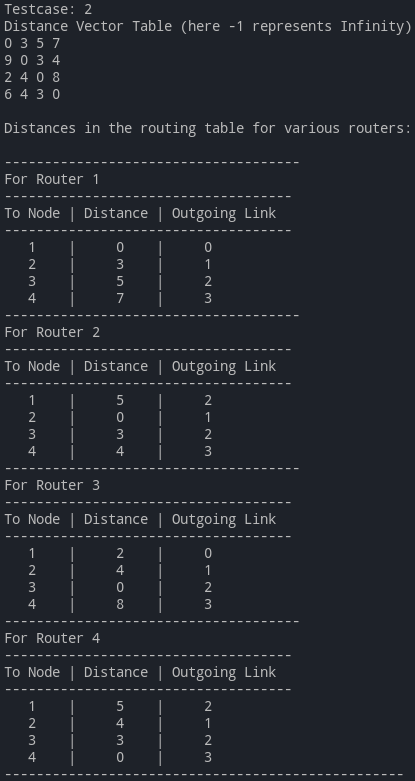 Testcase: 2
Distance Vector Table (here -1 represents Infinity)
0 3 5 7
9 0 3 4
2 4 0 8
6 4 3 0
Distances in the routing table for various routers:
-------------------------------------
For Router 1
------------------------------------
To Node | Distance | Outgoing Link
------------------------------------
1 | 0 | 0
2 | 3 | 1
3 | 5 | 2
4 | 7 | 3
-------------------------------------
For Router 2
------------------------------------
To Node | Distance | Outgoing Link
------------------------------------
1 | 5 | 2
2 | 0 | 1
3 | 3 | 2
4 | 4 | 3
-------------------------------------
For Router 3
------------------------------------
To Node | Distance | Outgoing Link
------------------------------------
1 | 2 | 0
2 | 4 | 1
3 | 0 | 2
4 | 8 | 3
-------------------------------------
For Router 4
------------------------------------
To Node | Distance | Outgoing Link
------------------------------------
1 | 5 | 2
2 | 4 | 1
3 | 3 | 2
4 | 0 | 3
--------------------------------------------------